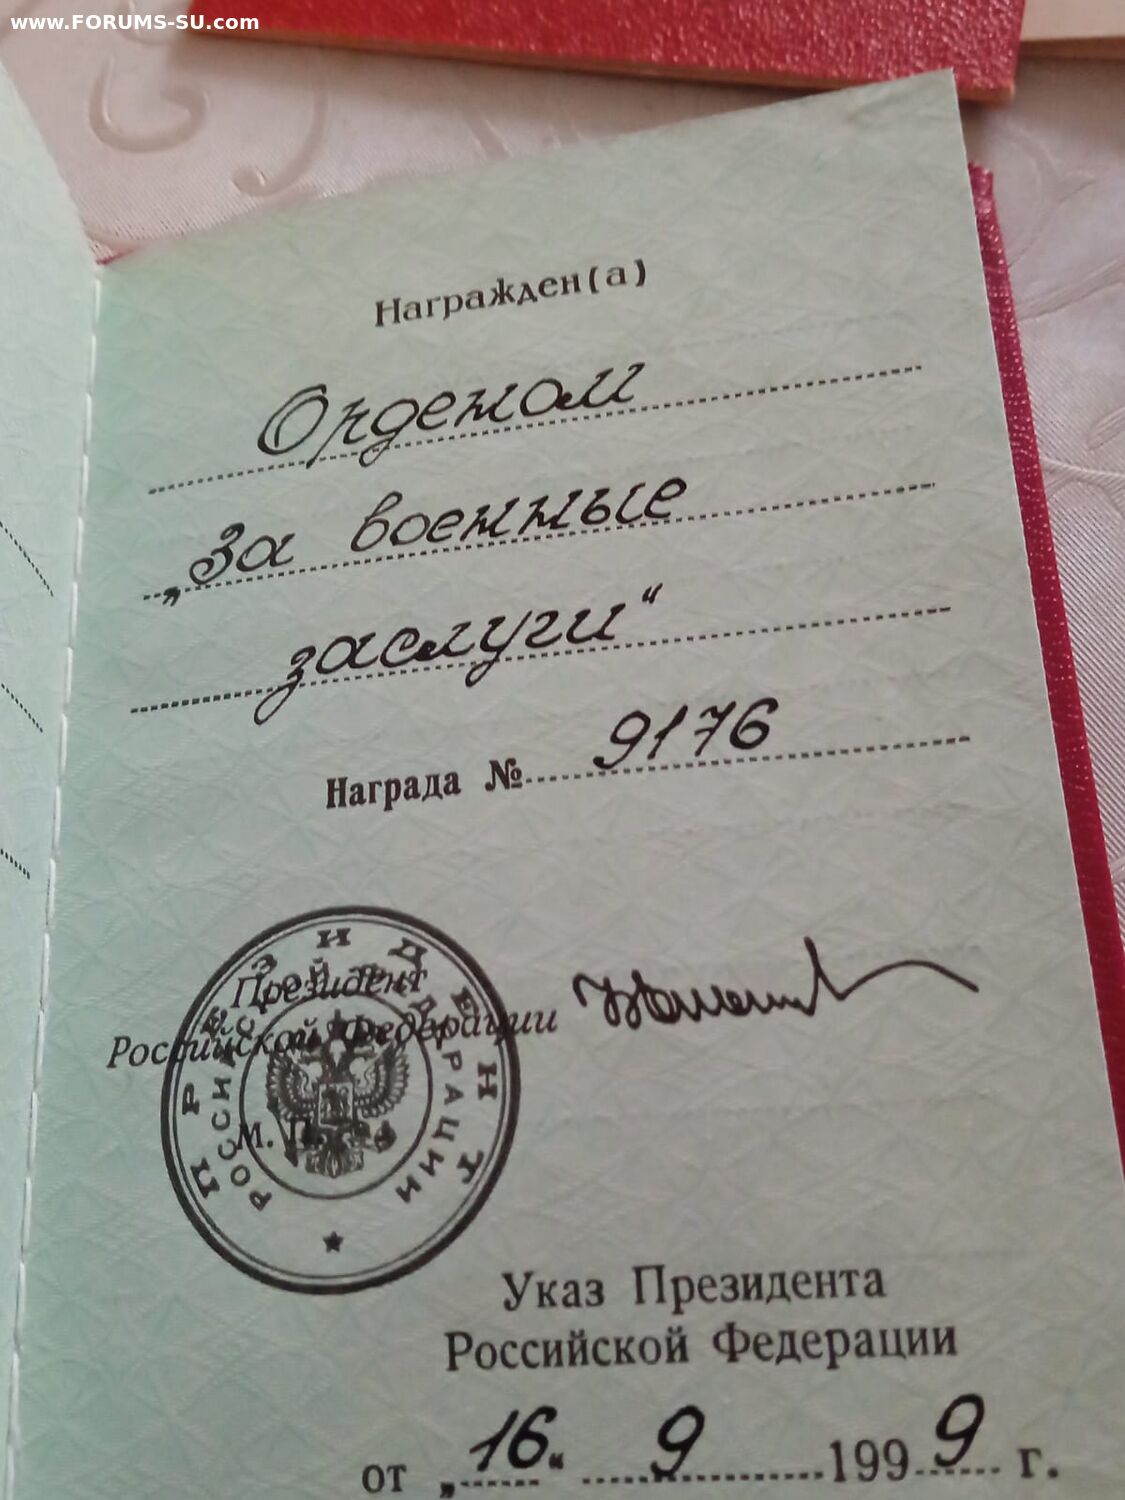 www.FORUMS-SU.com
Награжден(а)
Орденом
„За военные
заслуги“
Награда № 9176
Президент
Российской Федерации
М. П.
ПРЕЗИДЕНТ
РОССИЙСКОЙ ФЕДЕРАЦИИ
Указ Президента
Российской Федерации
от „16“ 9 1999 г.